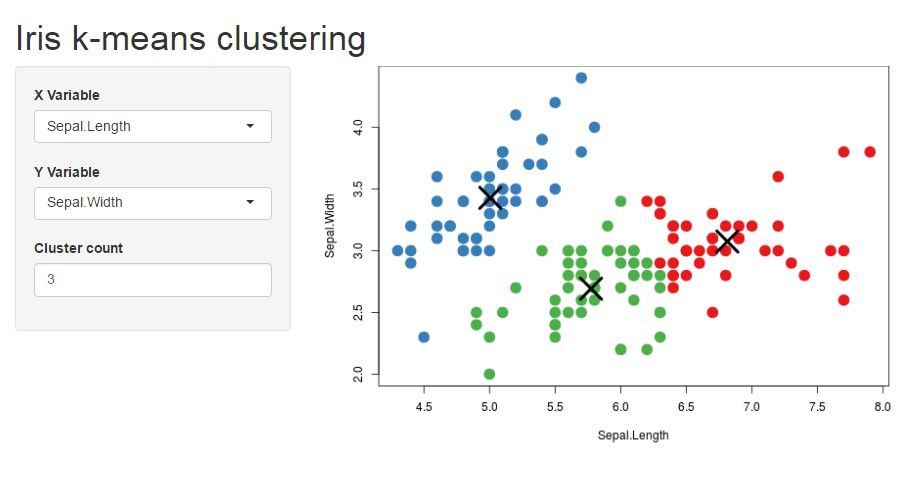 Iris k-means clustering
X Variable
Sepal.Length
Y Variable
Sepal.Width
Cluster count
3
Sepal.Width
4.0
3.5
3.0
2.5
2.0
4.5 5.0 5.5 6.0 6.5 7.0 7.5 8.0
Sepal.Length